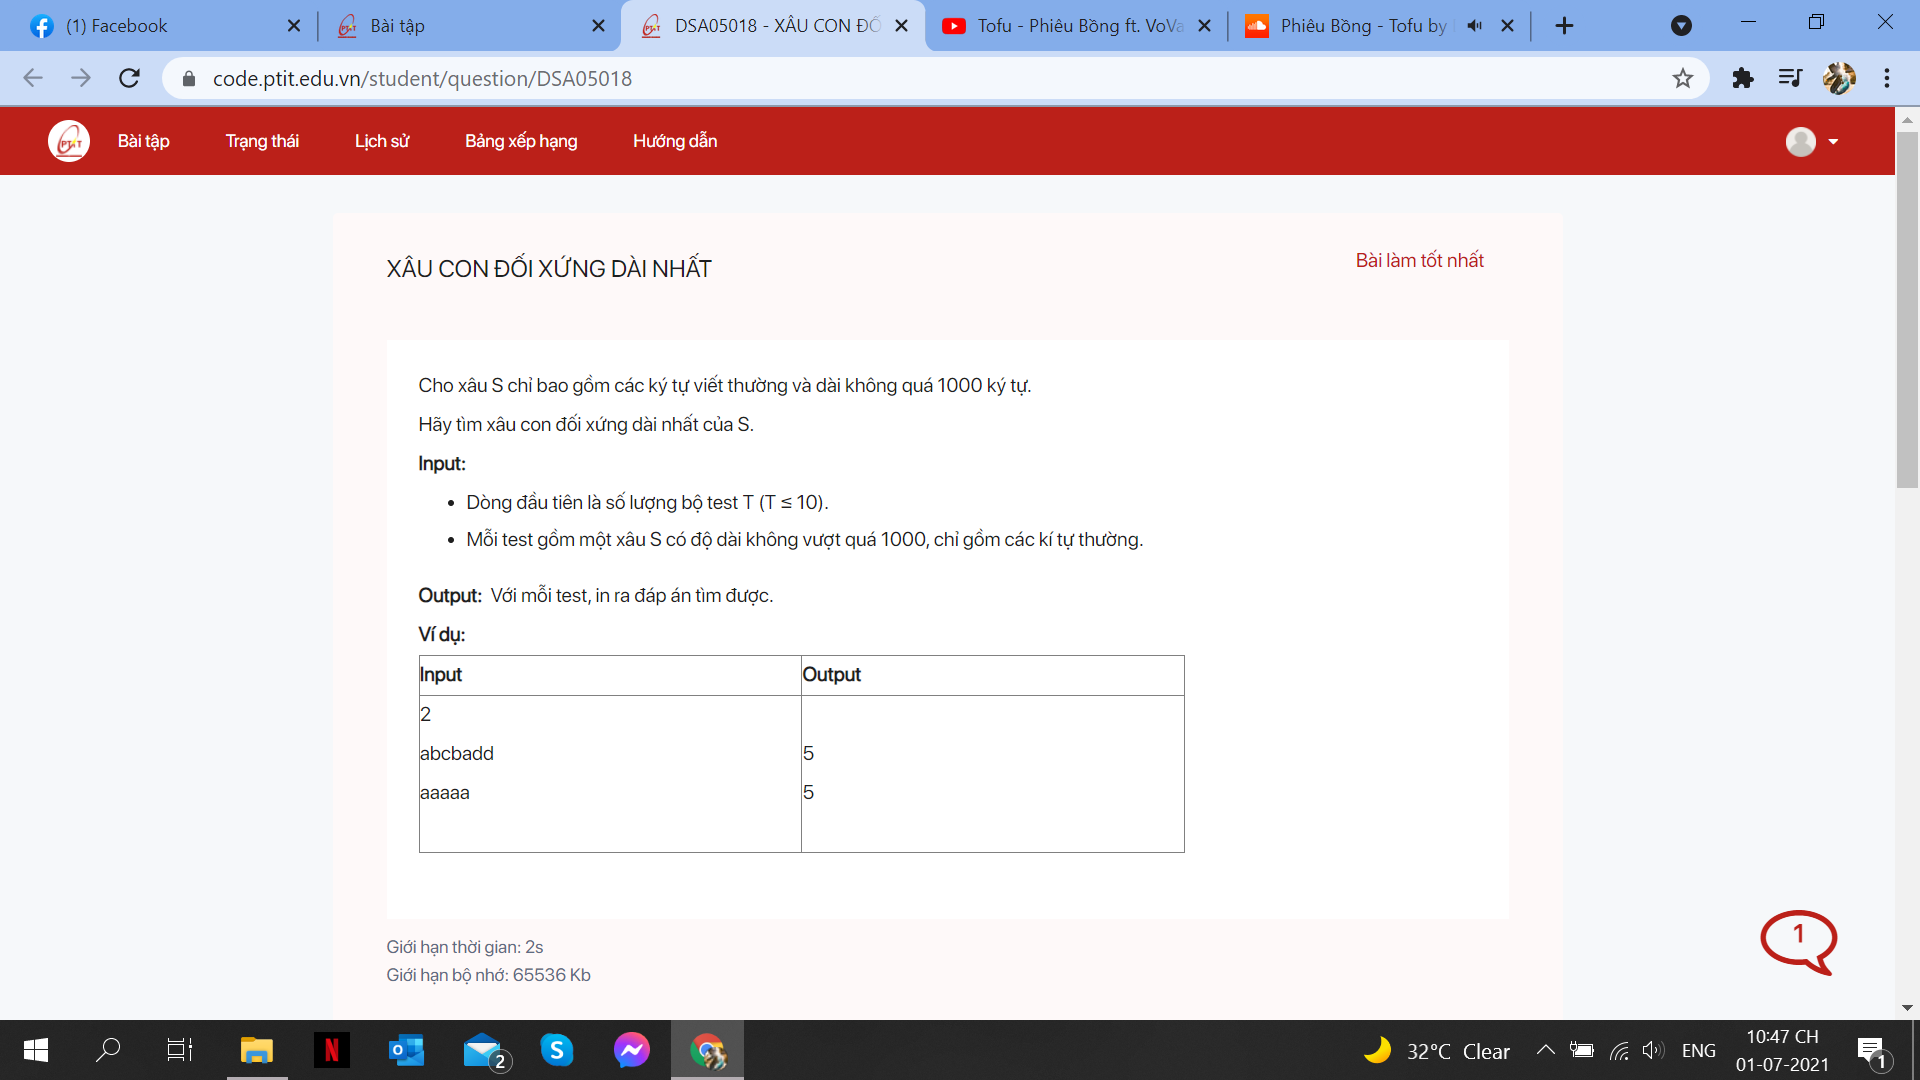 (1) Facebook
Bài tập
DSA05018 - XÂU CON ĐỐ
Tofu - Phiêu Bồng ft. VoVa
Phiêu Bồng - Tofu by
code.ptit.edu.vn/student/question/DSA05018
PTIT
Bài tập
Trạng thái
Lịch sử
Bảng xếp hạng
Hướng dẫn
XÂU CON ĐỐI XỨNG DÀI NHẤT
Bài làm tốt nhất
Cho xâu S chỉ bao gồm các ký tự viết thường và dài không quá 1000 ký tự.
Hãy tìm xâu con đối xứng dài nhất của S.
Input:
• Dòng đầu tiên là số lượng bộ test T (T ≤ 10).
• Mỗi test gồm một xâu S có độ dài không vượt quá 1000, chỉ gồm các kí tự thường.
Output: Với mỗi test, in ra đáp án tìm được.
Ví dụ:
Input Output
2
abcbadd 5
aaaaa 5
1
Giới hạn thời gian: 2s
Giới hạn bộ nhớ: 65536 Kb
2
32°C Clear
ENG
10:47 CH
01-07-2021
1